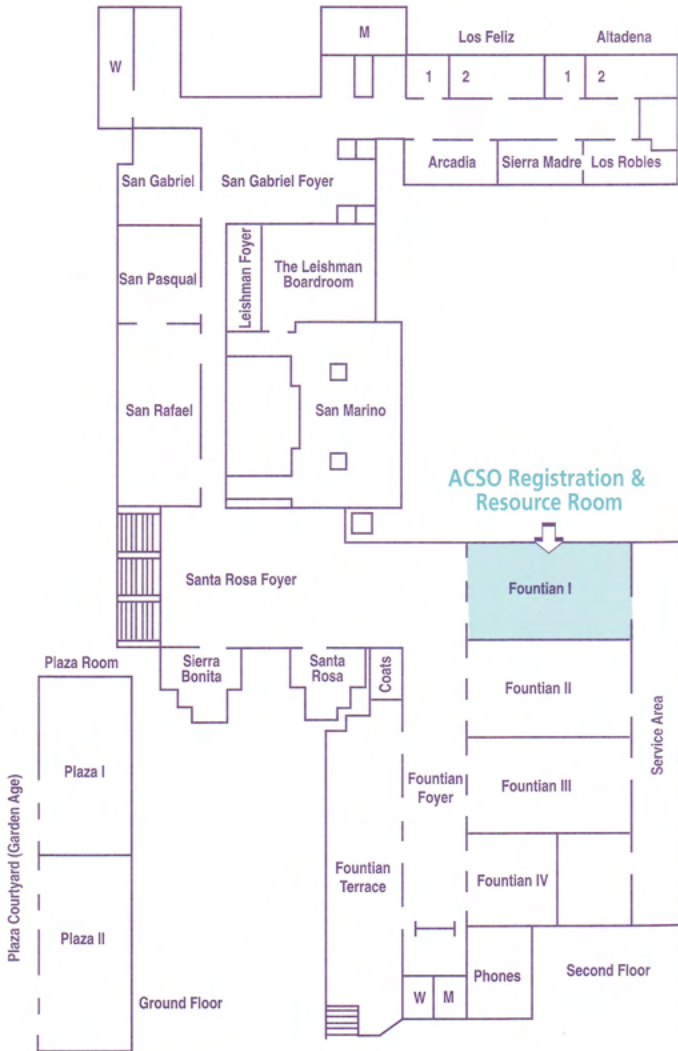 M
Los Feliz
Altadena
W
1
2
1
2
Arcadia
Sierra Madre
Los Robles
San Gabriel
San Gabriel Foyer
Leishman Foyer
The Leishman
Boardroom
San Pasqual
San Rafael
San Marino
ACSO Registration &
Resource Room
Santa Rosa Foyer
Fountian I
Sierra
Bonita
Santa
Rosa
Coats
Plaza Room
Fountian II
Service Area
Plaza Courtyard (Garden Age)
Plaza I
Fountian
Foyer
Fountian III
Fountian
Terrace
Fountian IV
Plaza II
Ground Floor
W
M
Phones
Second Floor